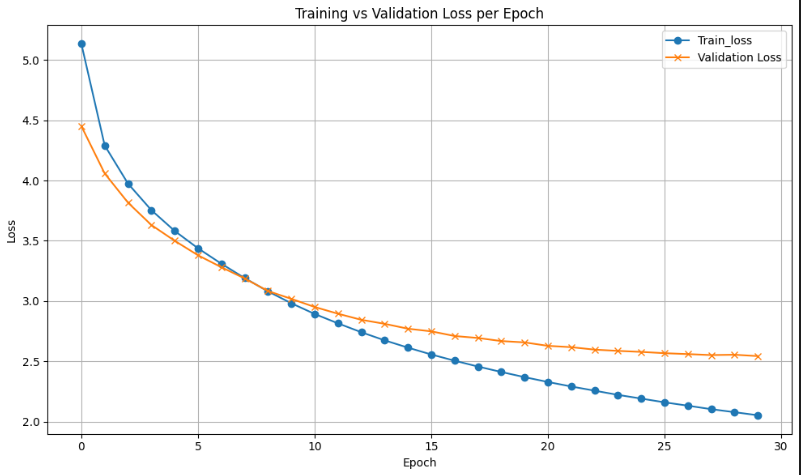 Training vs Validation Loss per Epoch
Train_loss
Validation Loss
5.0
4.5
4.0
3.5
3.0
2.5
2.0
Loss
0 5 10 15 20 25 30
Epoch